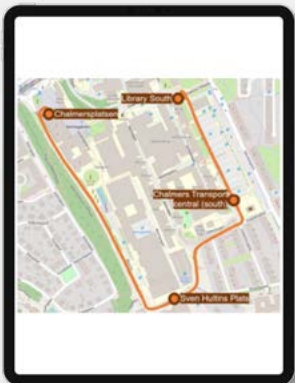 Library South
Chalmersplatsen
Chalmers Transport
central (south)
Sven Hultins Plats